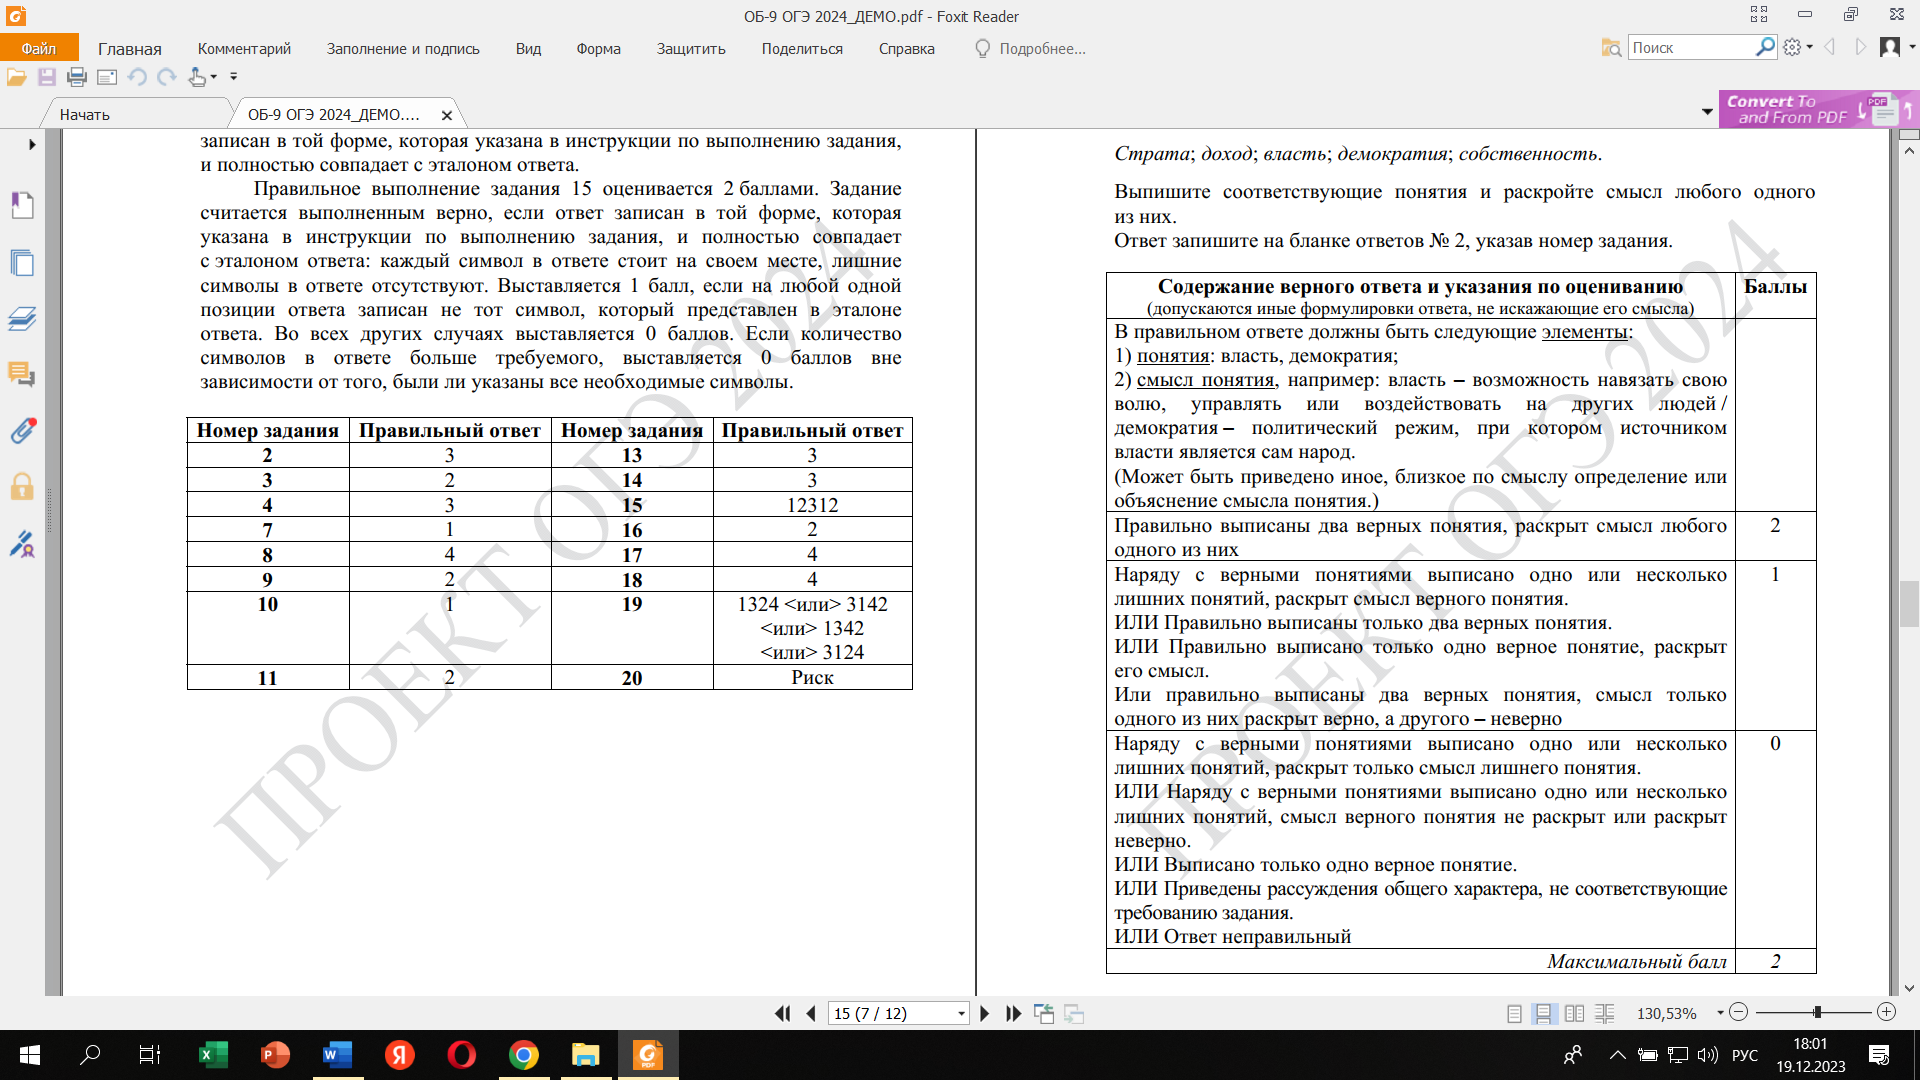 ОБ-9 ОГЭ 2024_ДЕМО.pdf - Foxit Reader
Файл Главная Комментарий Заполнение и подпись Вид Форма Защитить Поделиться Справка Подробнее... Поиск
Начать ОБ-9 ОГЭ 2024_ДЕМО....
Convert To
and From PDF
PDF
записан в той форме, которая указана в инструкции по выполнению задания,
и полностью совпадает с эталоном ответа.
Правильное выполнение задания 15 оценивается 2 баллами. Задание
считается выполненным верно, если ответ записан в той форме, которая
указана в инструкции по выполнению задания, и полностью совпадает
с эталоном ответа: каждый символ в ответе стоит на своем месте, лишние
символы в ответе отсутствуют. Выставляется 1 балл, если на любой одной
позиции ответа записан не тот символ, который представлен в эталоне
ответа. Во всех других случаях выставляется 0 баллов. Если количество
символов в ответе больше требуемого, выставляется 0 баллов вне
зависимости от того, были ли указаны все необходимые символы.
Номер задания Правильный ответ Номер задания Правильный ответ
2 3 13 3
3 2 14 3
4 3 15 12312
7 1 16 2
8 4 17 4
9 2 18 4
10 1 19 1324 <или> 3142
<или> 1342
<или> 3124
11 2 20 Риск
ПРОЕКТ ОГЭ 2024
Страта; доход; власть; демократия; собственность.
Выпишите соответствующие понятия и раскройте смысл любого одного
из них.
Ответ запишите на бланке ответов № 2, указав номер задания.
Содержание верного ответа и указания по оцениванию Баллы
(допускаются иные формулировки ответа, не искажающие его смысла)
В правильном ответе должны быть следующие элементы:
1) понятия: власть, демократия;
2) смысл понятия, например: власть – возможность навязать свою
волю, управлять или воздействовать на других людей /
демократия – политический режим, при котором источником
власти является сам народ.
(Может быть приведено иное, близкое по смыслу определение или
объяснение смысла понятия.)
Правильно выписаны два верных понятия, раскрыт смысл любого 2
одного из них
Наряду с верными понятиями выписано одно или несколько 1
лишних понятий, раскрыт смысл верного понятия.
ИЛИ Правильно выписаны только два верных понятия.
ИЛИ Правильно выписано только одно верное понятие, раскрыт
его смысл.
Или правильно выписаны два верных понятия, смысл только
одного из них раскрыт верно, а другого – неверно
Наряду с верными понятиями выписано одно или несколько 0
лишних понятий, раскрыт только смысл лишнего понятия.
ИЛИ Наряду с верными понятиями выписано одно или несколько
лишних понятий, смысл верного понятия не раскрыт или раскрыт
неверно.
ИЛИ Выписано только одно верное понятие.
ИЛИ Приведены рассуждения общего характера, не соответствующие
требованию задания.
ИЛИ Ответ неправильный
Максимальный балл 2
ПРОЕКТ ОГЭ 2024
15 (7 / 12) 130,53%
РУС 18:01
19.12.2023